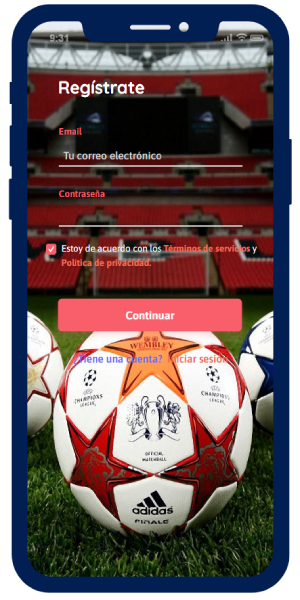 9:31
Regístrate
Email
Tu correo electrónico
Contraseña
Estoy de acuerdo con los Términos de servicios y
Política de privacidad.
Continuar
WEMBLEY
Tiene una cuenta? Iniciar sesión
CHAMPIONS
LEAGUE
CHAMPIONS
LEAGUE
OFFICIAL
MATCHBALL
adidas
FINALE